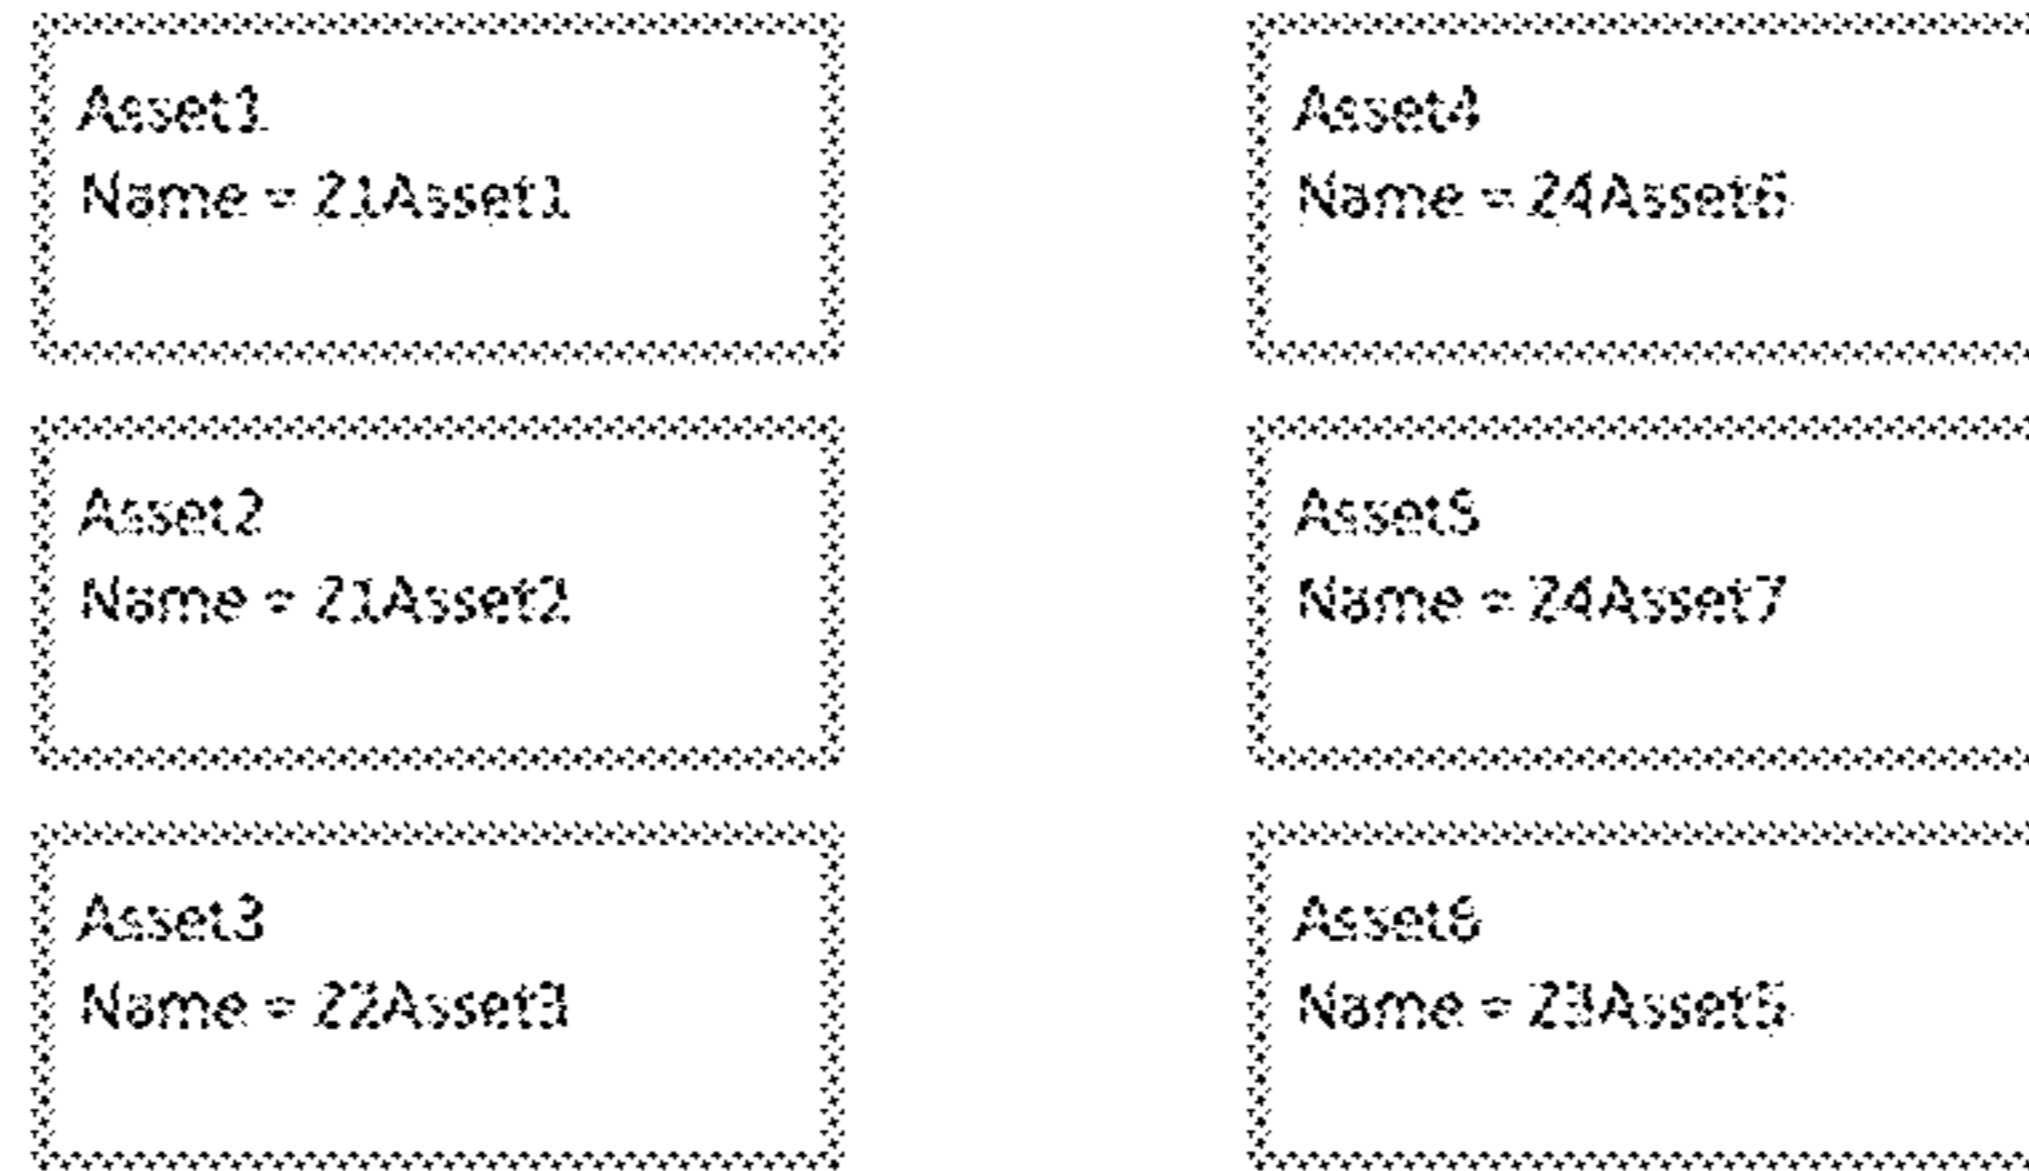 Asset1
Name = Z1Asset1
Asset2
Name = Z1Asset2
Asset3
Name = Z2Asset3
Asset4
Name = Z4Asset6
Asset5
Name = Z4Asset7
Asset6
Name = Z3Asset5